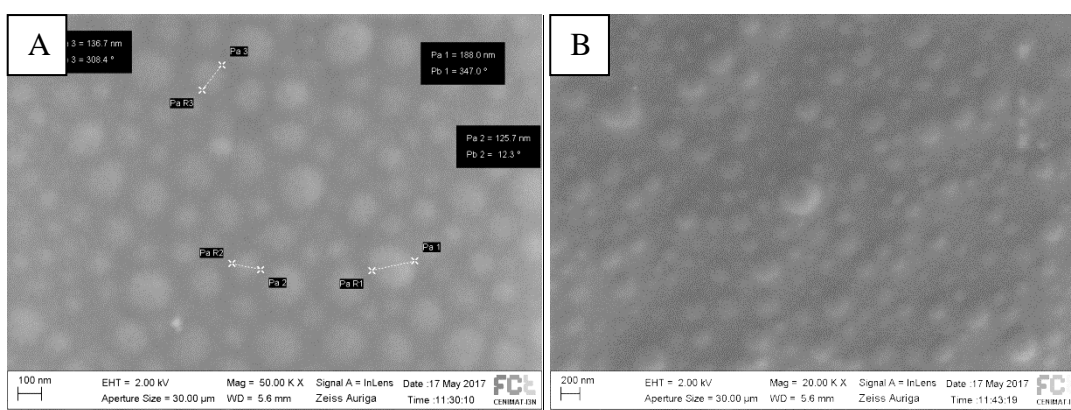 A
3 = 136.7 nm
3 = 308.4 °
Pa 3
Pa R3
Pa 1 = 188.0 nm
Pb 1 = 347.0 °
Pa 2 = 125.7 nm
Pb 2 = 12.3 °
Pa R2
Pa 2
Pa R1
Pa 1
100 nm
EHT = 2.00 kV
Mag = 50.00 K X
Signal A = InLens
Date :17 May 2017
Aperture Size = 30.00 µm
WD = 5.6 mm
Zeiss Auriga
Time :11:30:10
FCt
CENIMAT-I3N
B
200 nm
EHT = 2.00 kV
Mag = 20.00 K X
Signal A = InLens
Date :17 May 2017
Aperture Size = 30.00 µm
WD = 5.6 mm
Zeiss Auriga
Time :11:43:19
FCt